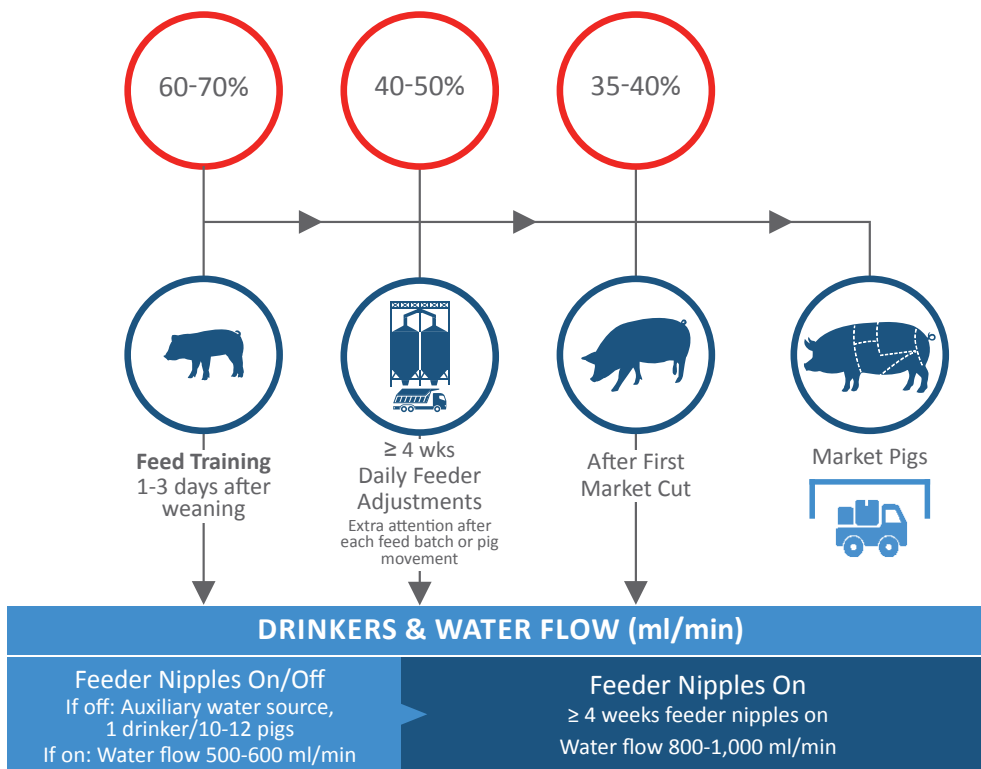 60-70%
40-50%
35-40%
Feed Training
1-3 days after
weaning
≥ 4 wks
Daily Feeder
Adjustments
Extra attention after
each feed batch or pig
movement
After First
Market Cut
Market Pigs
DRINKERS & WATER FLOW (ml/min)
Feeder Nipples On/Off
If off: Auxiliary water source,
1 drinker/10-12 pigs
If on: Water flow 500-600 ml/min
Feeder Nipples On
≥ 4 weeks feeder nipples on
Water flow 800-1,000 ml/min